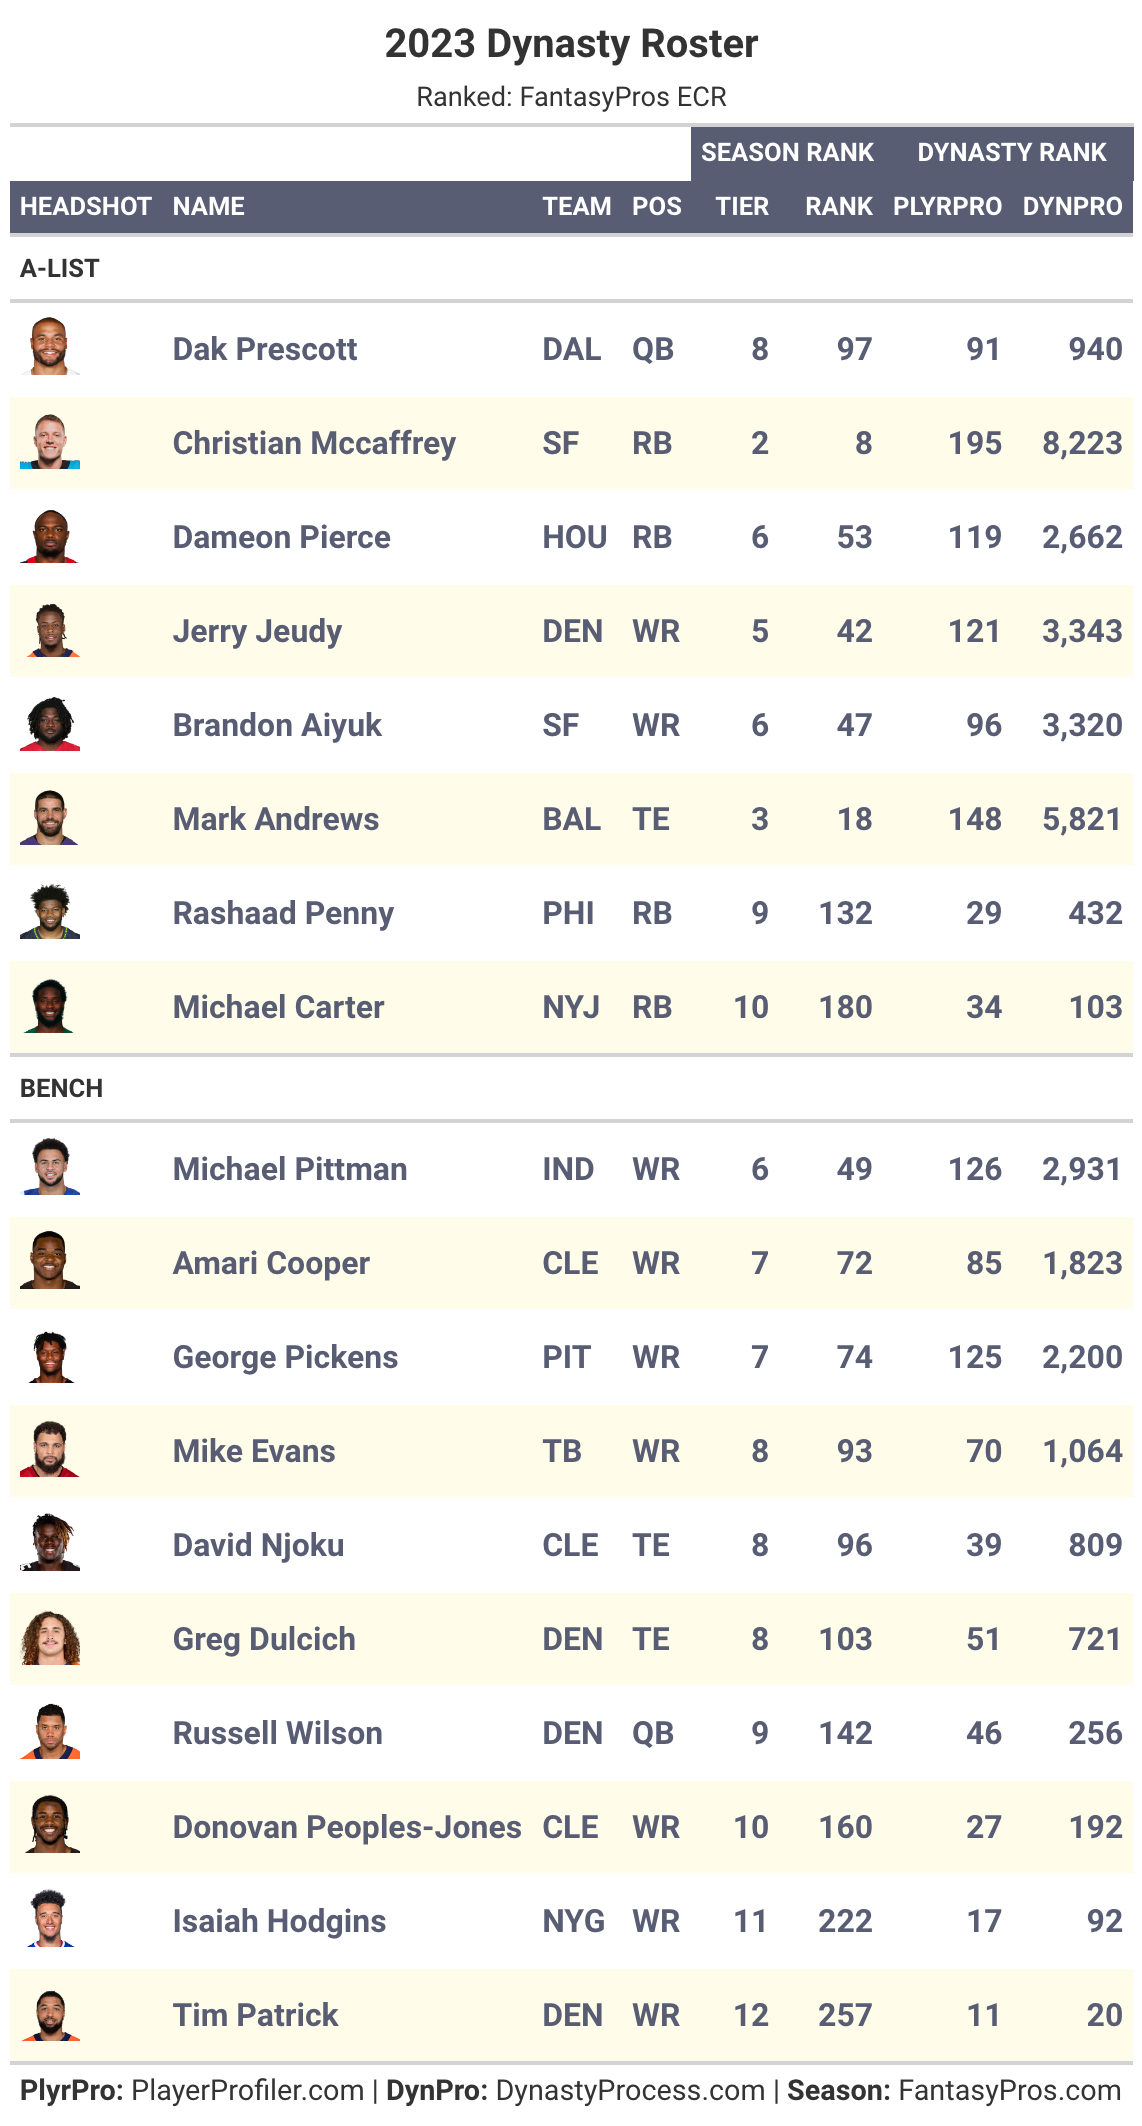 2023 Dynasty Roster
Ranked: FantasyPros ECR
SEASON RANK DYNASTY RANK
HEADSHOT NAME TEAM POS TIER RANK PLYRPRO DYNPRO
A-LIST
Dak Prescott DAL QB 8 97 91 940
Christian Mccaffrey SF RB 2 8 195 8,223
Dameon Pierce HOU RB 6 53 119 2,662
Jerry Jeudy DEN WR 5 42 121 3,343
Brandon Aiyuk SF WR 6 47 96 3,320
Mark Andrews BAL TE 3 18 148 5,821
Rashaad Penny PHI RB 9 132 29 432
Michael Carter NYJ RB 10 180 34 103
BENCH
Michael Pittman IND WR 6 49 126 2,931
Amari Cooper CLE WR 7 72 85 1,823
George Pickens PIT WR 7 74 125 2,200
Mike Evans TB WR 8 93 70 1,064
David Njoku CLE TE 8 96 39 809
Greg Dulcich DEN TE 8 103 51 721
Russell Wilson DEN QB 9 142 46 256
Donovan Peoples-Jones CLE WR 10 160 27 192
Isaiah Hodgins NYG WR 11 222 17 92
Tim Patrick DEN WR 12 257 11 20
PlyrPro: PlayerProfiler.com | DynPro: DynastyProcess.com | Season: FantasyPros.com